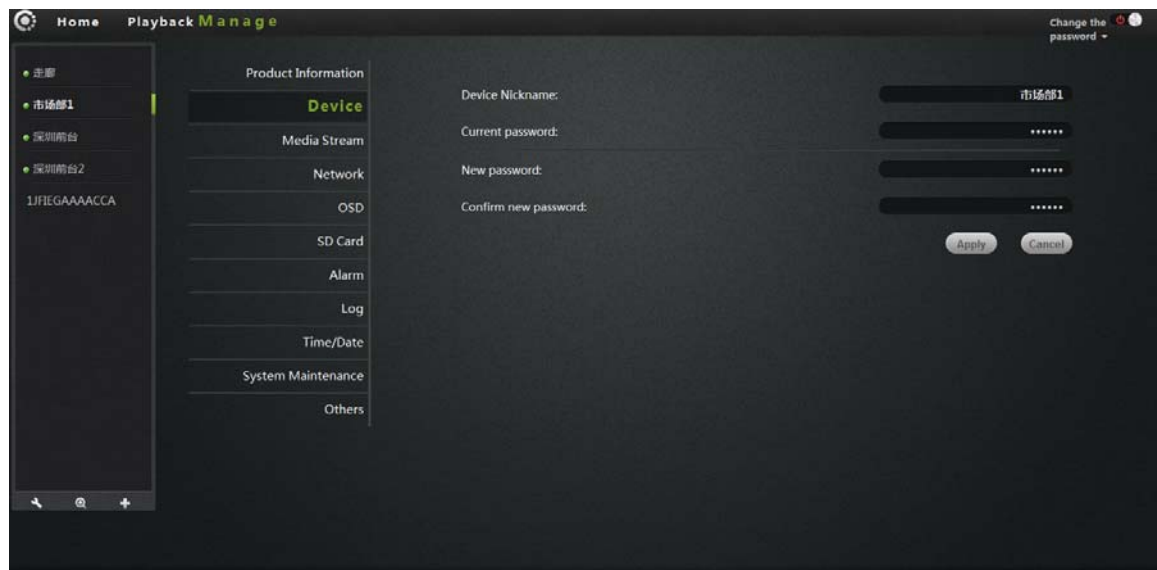 Home Playback Manage
Change the
password
走廊
市场部1
深圳前台
深圳前台2
1JFIEGAAAACCA
Product Information
Device
Media Stream
Network
OSD
SD Card
Alarm
Log
Time/Date
System Maintenance
Others
Device Nickname: 市场部1
Current password: ••••••
New password: ••••••
Confirm new password: ••••••
Apply Cancel